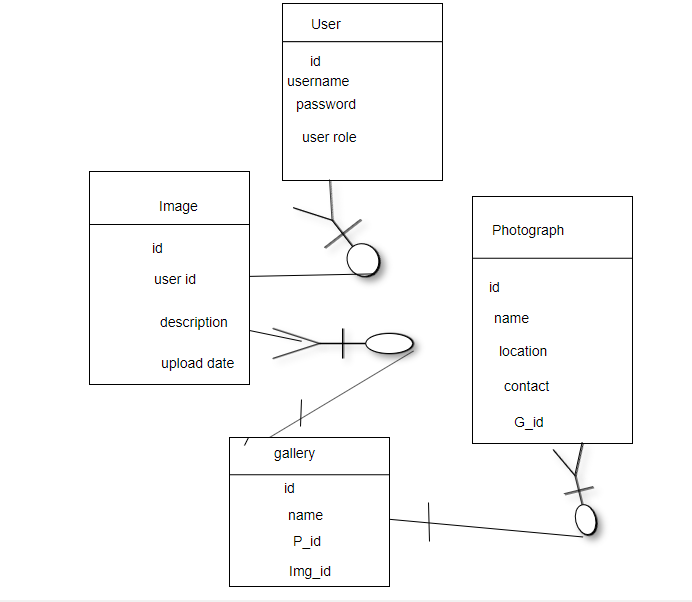 User
id
username
password
user role
Image
id
user id
description
upload date
Photograph
id
name
location
contact
G_id
gallery
id
name
P_id
Img_id